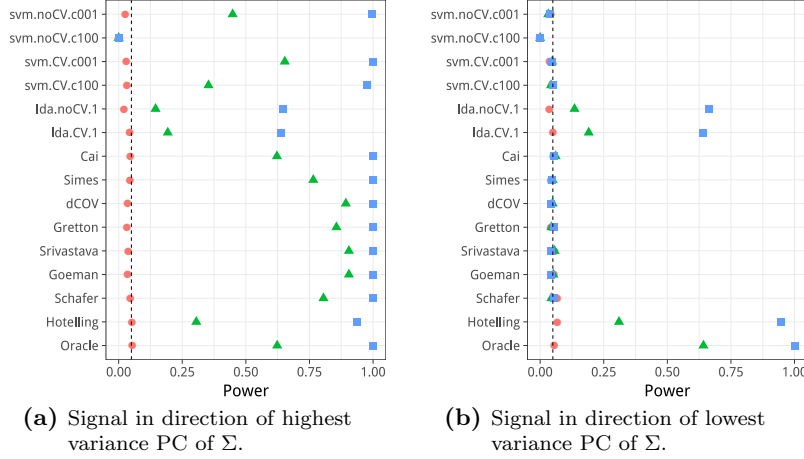 svm.noCV.c001
svm.noCV.c100
svm.CV.c001
svm.CV.c100
lda.noCV.1
lda.CV.1
Cai
Simes
dCOV
Gretton
Srivastava
Goeman
Schafer
Hotelling
Oracle
0.00 0.25 0.50 0.75 1.00
Power
(a) Signal in direction of highest
variance PC of Σ.
svm.noCV.c001
svm.noCV.c100
svm.CV.c001
svm.CV.c100
lda.noCV.1
lda.CV.1
Cai
Simes
dCOV
Gretton
Srivastava
Goeman
Schafer
Hotelling
Oracle
0.00 0.25 0.50 0.75 1.00
Power
(b) Signal in direction of lowest
variance PC of Σ.